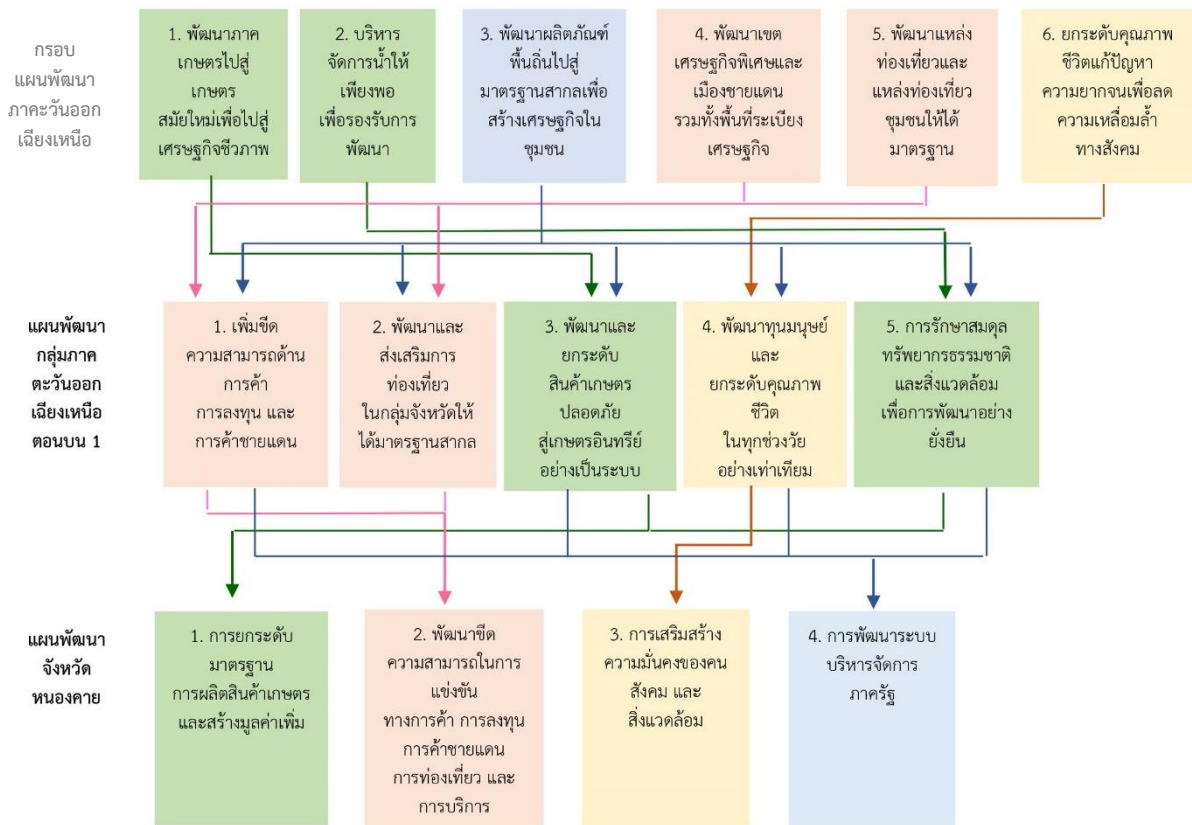 กรอบ
แผนพัฒนา
ภาคะวันออก
เฉียงเหนือ
1. พัฒนาภาค
เกษตรไปสู่
เกษตร
สมัยใหม่เพื่อไปสู่
เศรษฐกิจชีวภาพ
2. บริหาร
จัดการน้ำให้
เพียงพอ
เพื่อรองรับการ
พัฒนา
3. พัฒนาผลิตภัณฑ์
พื้นถิ่นไปสู่
มาตรฐานสากลเพื่อ
สร้างเศรษฐกิจใน
ชุมชน
4. พัฒนาเขต
เศรษฐกิจพิเศษและ
เมืองชายแดน
รวมทั้งพื้นที่ระเบียง
เศรษฐกิจ
5. พัฒนาแหล่ง
ท่องเที่ยวและ
แหล่งท่องเที่ยว
ชุมชนให้ได้
มาตรฐาน
6. ยกระดับคุณภาพ
ชีวิตแก้ปัญหา
ความยากจนเพื่อลด
ความเหลื่อมล้ำ
ทางสังคม
แผนพัฒนา
กลุ่มภาค
ตะวันออก
เฉียงเหนือ
ตอนบน 1
1. เพิ่มขีด
ความสามารถด้าน
การค้า
การลงทุน และ
การค้าชายแดน
2. พัฒนาและ
ส่งเสริมการ
ท่องเที่ยว
ในกลุ่มจังหวัดให้
ได้มาตรฐานสากล
3. พัฒนาและ
ยกระดับ
สินค้าเกษตร
ปลอดภัย
สู่เกษตรอินทรีย์
อย่างเป็นระบบ
4. พัฒนาทุนมนุษย์
และ
ยกระดับคุณภาพ
ชีวิต
ในทุกช่วงวัย
อย่างเท่าเทียม
5. การรักษาสมดุล
ทรัพยากรธรรมชาติ
และสิ่งแวดล้อม
เพื่อการพัฒนาอย่าง
ยั่งยืน
แผนพัฒนา
จังหวัด
หนองคาย
1. การยกระดับ
มาตรฐาน
การผลิตสินค้าเกษตร
และสร้างมูลค่าเพิ่ม
2. พัฒนาขีด
ความสามารถในการ
แข่งขัน
ทางการค้า การลงทุน
การค้าชายแดน
การท่องเที่ยว และ
การบริการ
3. การเสริมสร้าง
ความมั่นคงของคน
สังคม และ
สิ่งแวดล้อม
4. การพัฒนาระบบ
บริหารจัดการ
ภาครัฐ